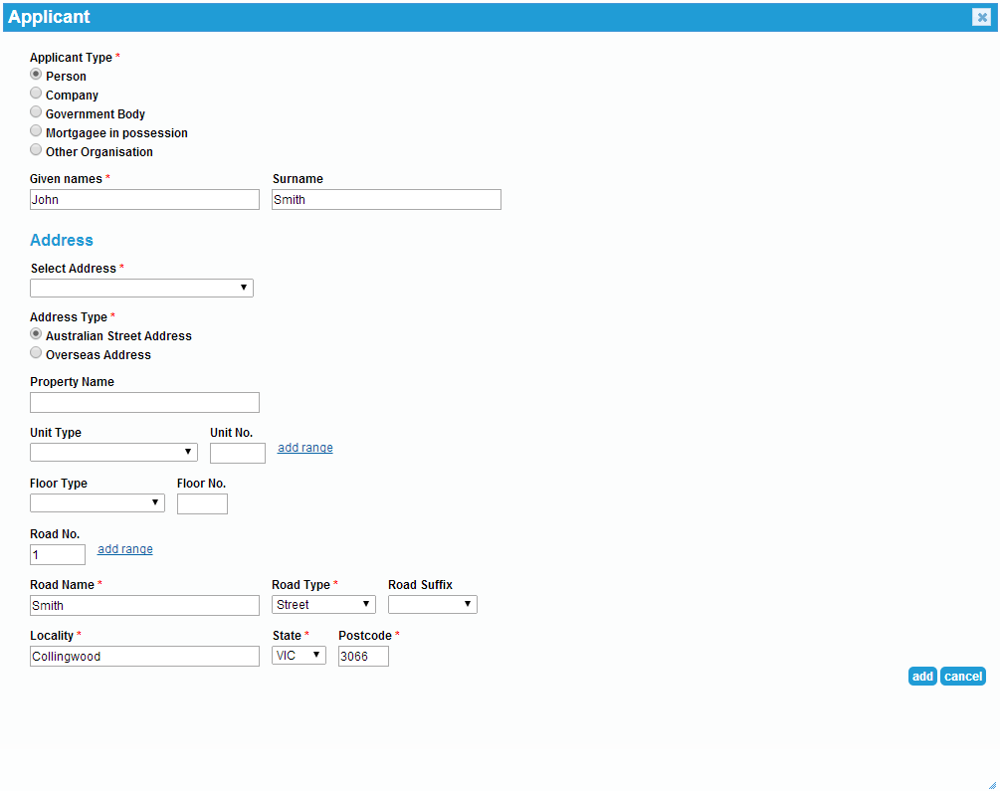 Applicant
Applicant Type *
Person
Company
Government Body
Mortgagee in possession
Other Organisation
Given names * Surname
John Smith
Address
Select Address *
Address Type *
Australian Street Address
Overseas Address
Property Name
Unit Type Unit No.
add range
Floor Type Floor No.
Road No.
1 add range
Road Name * Road Type * Road Suffix
Smith Street
Locality * State * Postcode *
Collingwood VIC 3066
add cancel